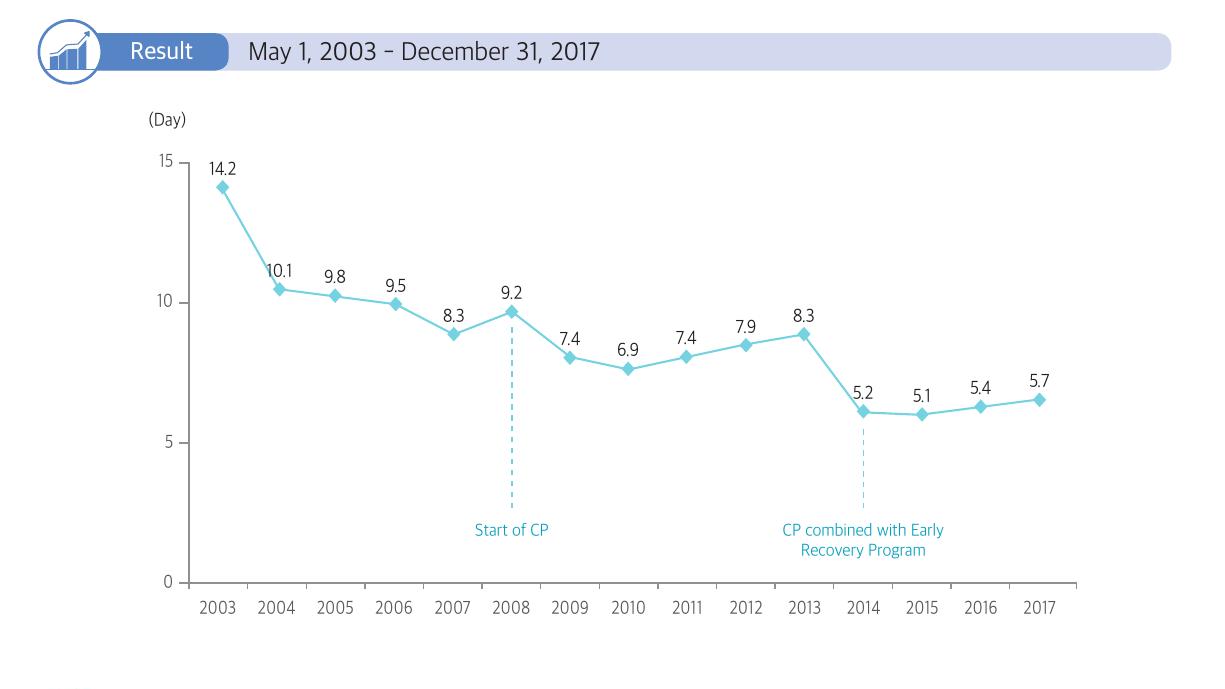 Result
May 1, 2003 – December 31, 2017
(Day)
15
14.2
10.1
9.8
9.5
8.3
9.2
7.4
6.9
7.4
7.9
8.3
5.2
5.1
5.4
5.7
10
5
0
Start of CP
CP combined with Early
Recovery Program
2003 2004 2005 2006 2007 2008 2009 2010 2011 2012 2013 2014 2015 2016 2017